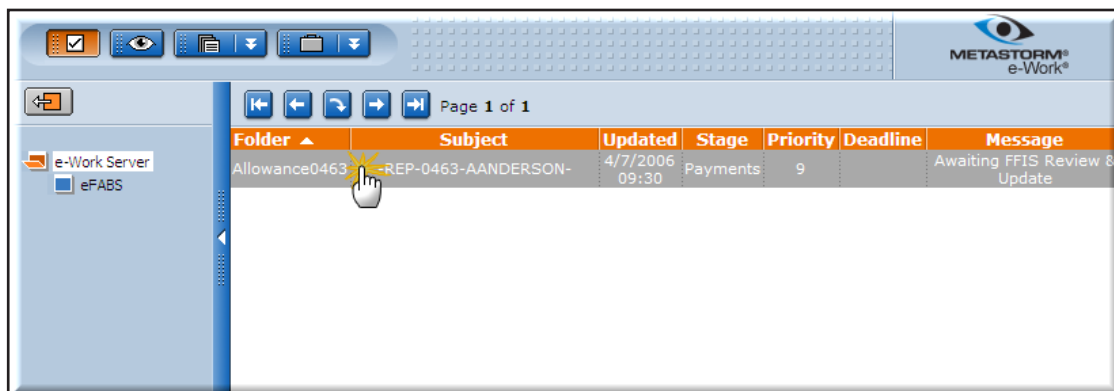 METASTORM®
e-Work®
Page 1 of 1
e-Work Server
eFABS
Folder Subject Updated Stage Priority Deadline Message
Allowance0463 -REP-0463-AANDERSON- 4/7/2006 09:30 Payments 9 Awaiting FFIS Review & Update